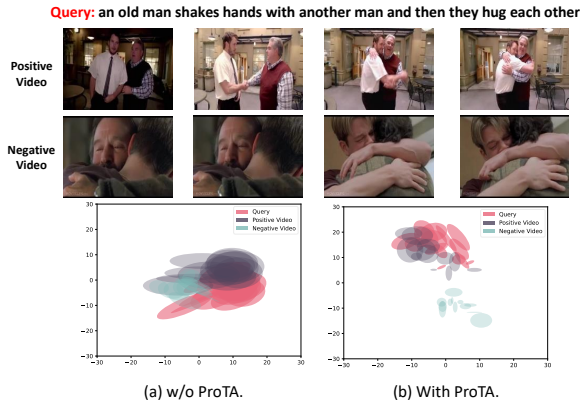 Query: an old man shakes hands with another man and then they hug each other
Positive
Video
Negative
Video
30
20
10
0
−10
−20
−30
−30
−20
−10
0
10
20
30
Query
Positive Video
Negative Video
30
20
10
0
−10
−20
−30
−30
−20
−10
0
10
20
30
Query
Positive Video
Negative Video
(a) w/o ProTA.
(b) With ProTA.